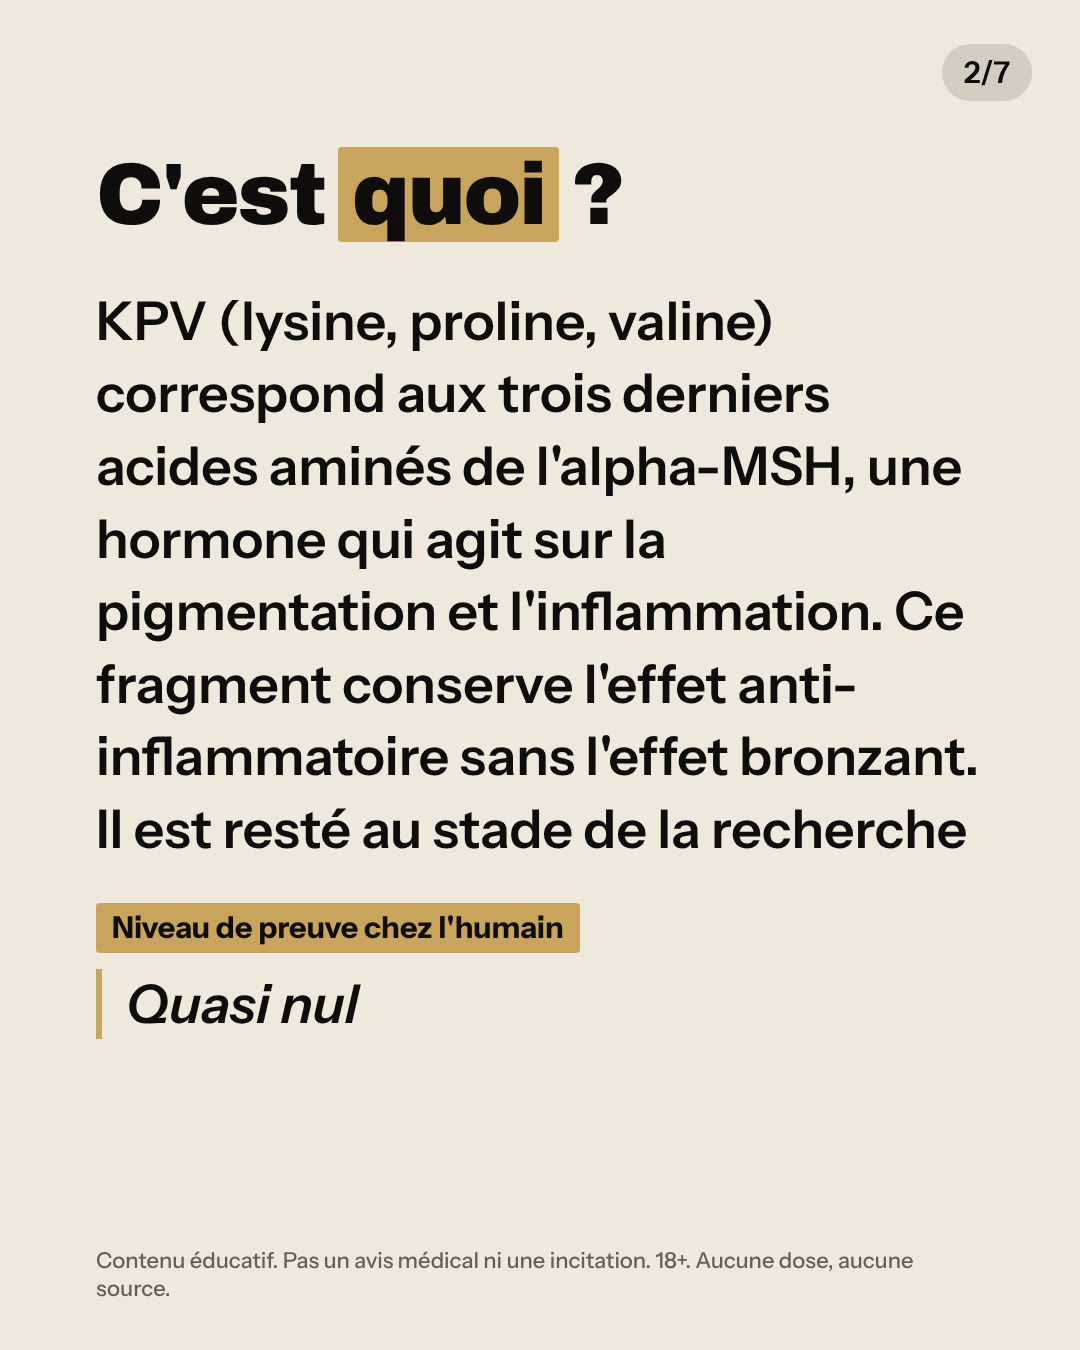 2/7
C'est quoi ?
KPV (lysine, proline, valine)
correspond aux trois derniers
acides aminés de l'alpha-MSH, une
hormone qui agit sur la
pigmentation et l'inflammation. Ce
fragment conserve l'effet anti-
inflammatoire sans l'effet bronzant.
Il est resté au stade de la recherche
Niveau de preuve chez l'humain
Quasi nul
Contenu éducatif. Pas un avis médical ni une incitation. 18+. Aucune dose, aucune
source.